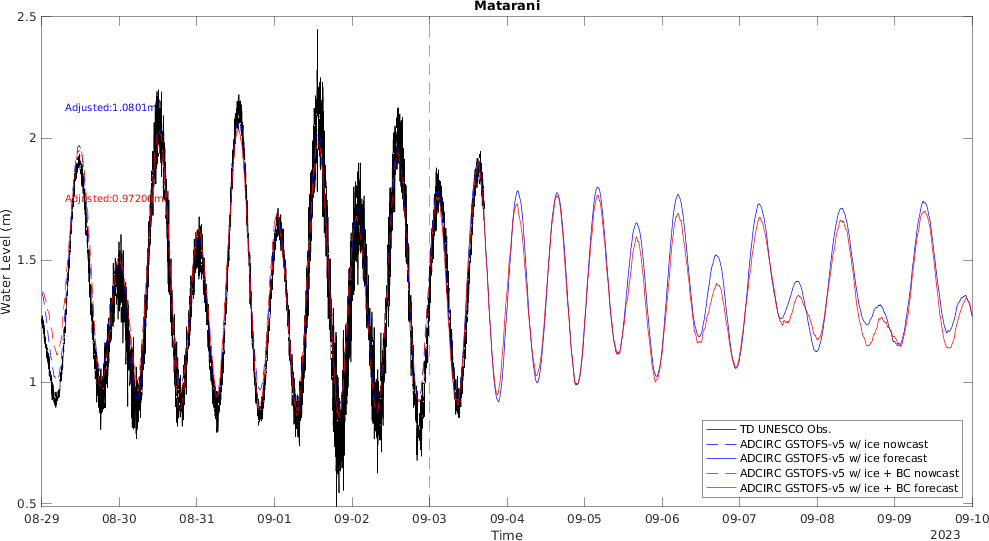 Matarani
2.5
2
1.5
1
0.5
Water Level (m)
Adjusted:1.0801m
Adjusted:0.97206m
TD UNESCO Obs.
ADCIRC GSTOFS-v5 w/ ice nowcast
ADCIRC GSTOFS-v5 w/ ice forecast
ADCIRC GSTOFS-v5 w/ ice + BC nowcast
ADCIRC GSTOFS-v5 w/ ice + BC forecast
08-29 08-30 08-31 09-01 09-02 09-03 09-04 09-05 09-06 09-07 09-08 09-09 09-10
Time
2023